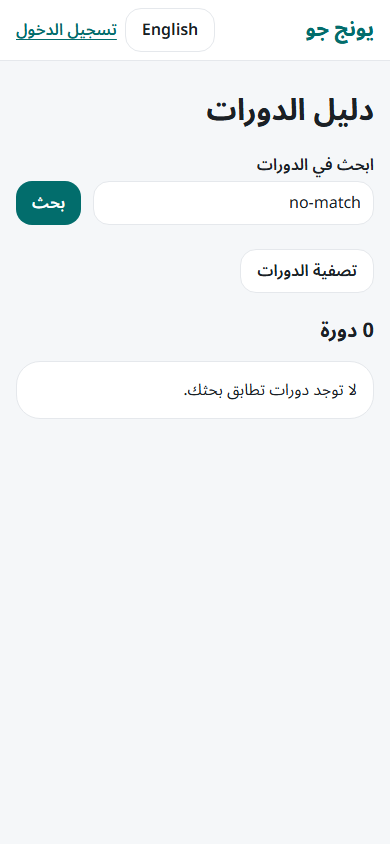 يونج جو
English
تسجيل الدخول
دليل الدورات
ابحث في الدورات
no-match
بحث
تصفية الدورات
0 دورة
لا توجد دورات تطابق بحثك.